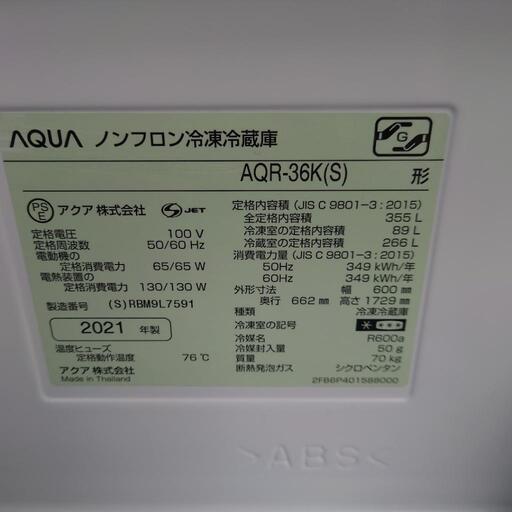 AQUA ノンフロン冷凍冷蔵庫
G
AQR-36K(S) 形
PS E アクア 株式会社 S JET
定格電圧 100 V
定格周波数 50/60 Hz
電動機の
定格消費電力 65/65 W
電熱装置の
定格消費電力 130/130 W
製造番号 (S)RBM9L7591
2021 年製
温度ヒューズ
定格動作温度 76℃
アクア 株式会社
Made in Thailand
定格内容積 (JIS C 9801-3:2015)
全定格内容積 355 L
冷凍室の定格内容積 89 L
冷蔵室の定格内容積 266 L
消費電力量 (JIS C 9801-3:2015)
50Hz 349 kWh/年
60Hz 349 kWh/年
外形寸法 幅 600 mm
奥行 662 mm 高さ 1729 mm
種類 冷凍冷蔵庫
冷凍室の記号
冷媒名 R600a
冷媒封入量 50 g
質量 70 kg
断熱発泡ガス シクロペンタン
2FB6P401588000
>ABS<